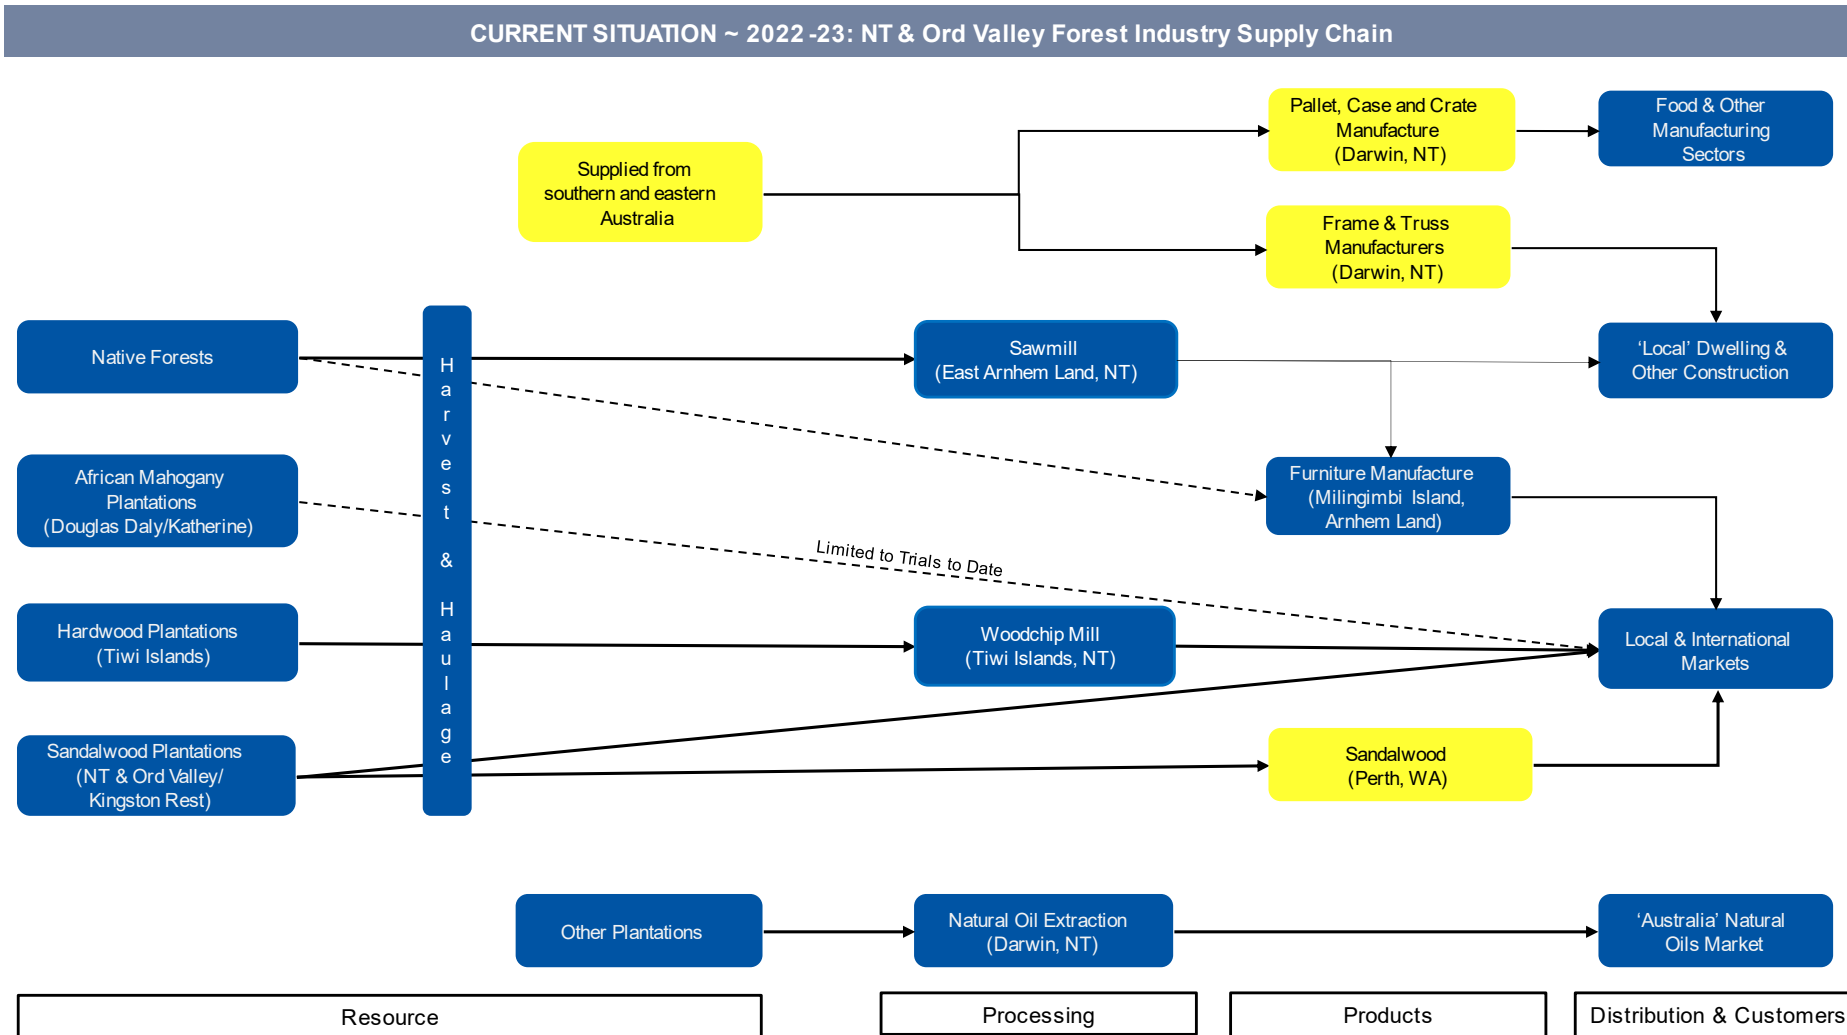 CURRENT SITUATION ~ 2022-23: NT & Ord Valley Forest Industry Supply Chain
Pallet, Case and Crate
Manufacture
(Darwin, NT)
Food & Other
Manufacturing
Sectors
Supplied from
southern and eastern
Australia
Frame & Truss
Manufacturers
(Darwin, NT)
Native Forests
Harvest & Haulage
Sawmill
(East Arnhem Land, NT)
‘Local’ Dwelling &
Other Construction
African Mahogany
Plantations
(Douglas Daly/Katherine)
Furniture Manufacture
(Milingimbi Island,
Arnhem Land)
Limited to Trials to Date
Hardwood Plantations
(Tiwi Islands)
Woodchip Mill
(Tiwi Islands, NT)
Local & International
Markets
Sandalwood Plantations
(NT & Ord Valley/
Kingston Rest)
Sandalwood
(Perth, WA)
Other Plantations
Natural Oil Extraction
(Darwin, NT)
‘Australia’ Natural
Oils Market
Resource
Processing
Products
Distribution & Customers